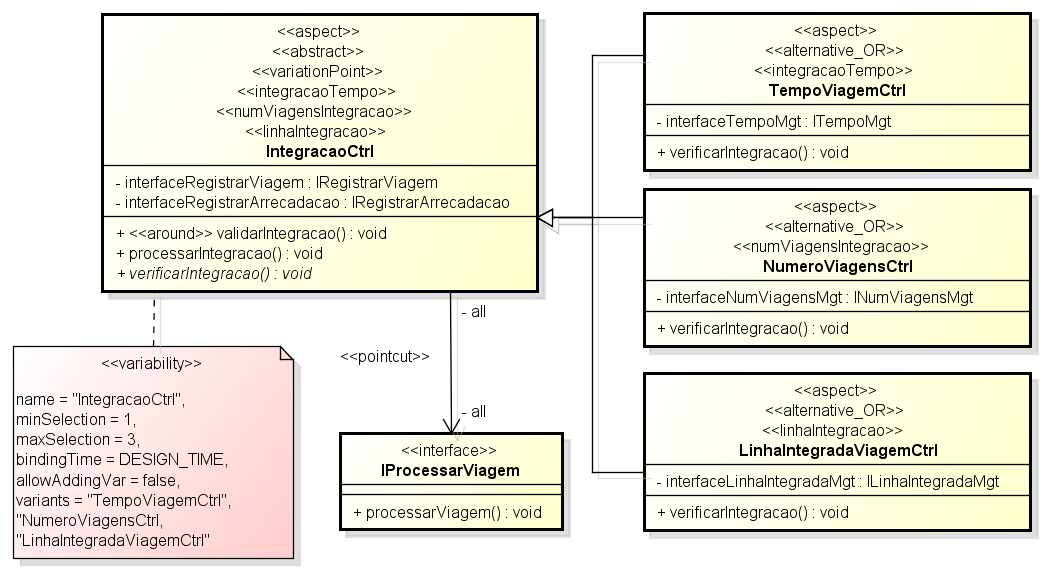 <<aspect>>
<<abstract>>
<<variationPoint>>
<<integracaoTempo>>
<<numViagensIntegracao>>
<<linhaIntegracao>>
IntegracaoCtrl
- interfaceRegistrarViagem : IRegistrarViagem
- interfaceRegistrarArrecadacao : IRegistrarArrecadacao
+ <<around>> validarIntegracao() : void
+ processarIntegracao() : void
+ verificarIntegracao() : void
<<aspect>>
<<alternative_OR>>
<<integracaoTempo>>
TempoViagemCtrl
- interfaceTempoMgt : ITempoMgt
+ verificarIntegracao() : void
<<aspect>>
<<alternative_OR>>
<<numViagensIntegracao>>
NumeroViagensCtrl
- interfaceNumViagensMgt : INumViagensMgt
+ verificarIntegracao() : void
<<aspect>>
<<alternative_OR>>
<<linhaIntegracao>>
LinhaIntegradaViagemCtrl
- interfaceLinhaIntegradaMgt : ILinhaIntegradaMgt
+ verificarIntegracao() : void
- all
<<pointcut>>
- all
<<interface>>
IProcessarViagem
+ processarViagem() : void
<<variability>>
name = "IntegracaoCtrl",
minSelection = 1,
maxSelection = 3,
bindingTime = DESIGN_TIME,
allowAddingVar = false,
variants = "TempoViagemCtrl",
"NumeroViagensCtrl,
"LinhaIntegradaViagemCtrl"